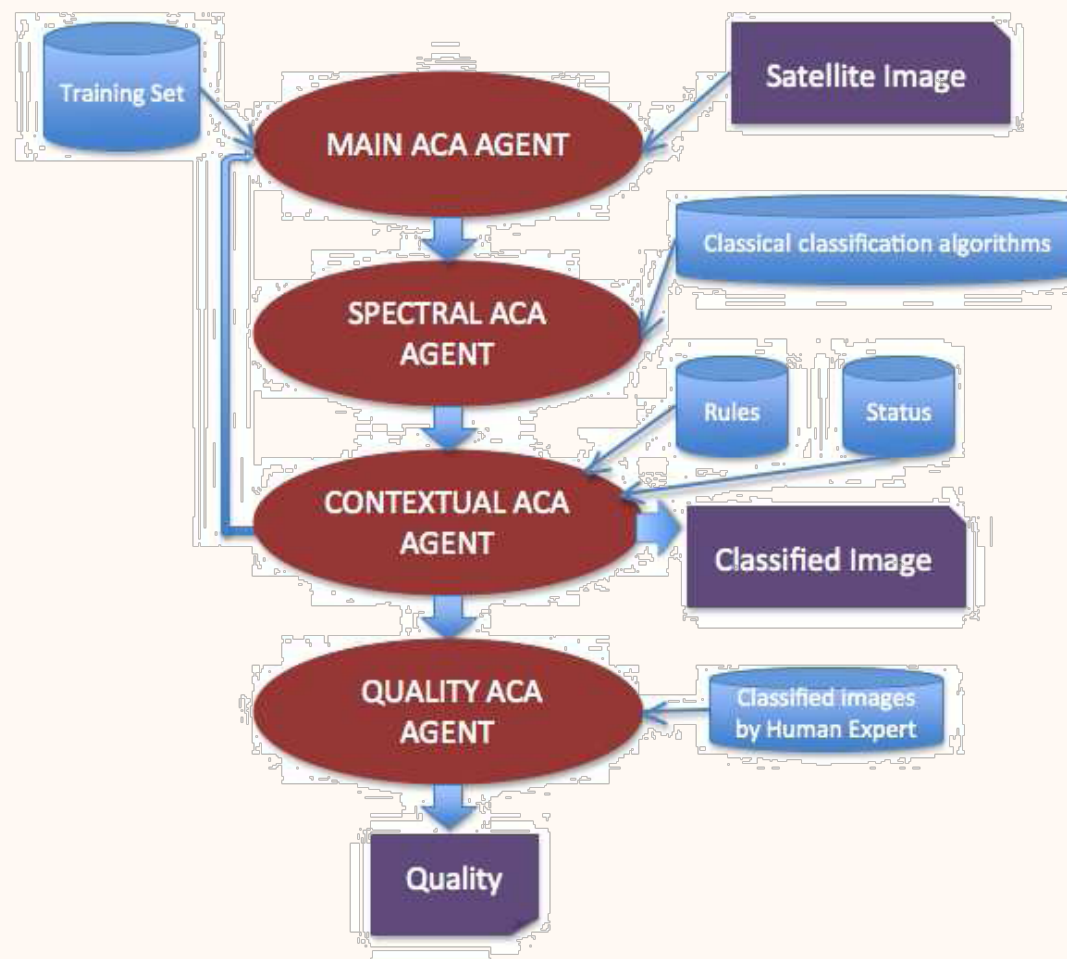 Training Set
Satellite Image
MAIN ACA AGENT
Classical classification algorithms
SPECTRAL ACA
AGENT
Rules
Status
CONTEXTUAL ACA
AGENT
Classified Image
QUALITY ACA
AGENT
Classified images
by Human Expert
Quality